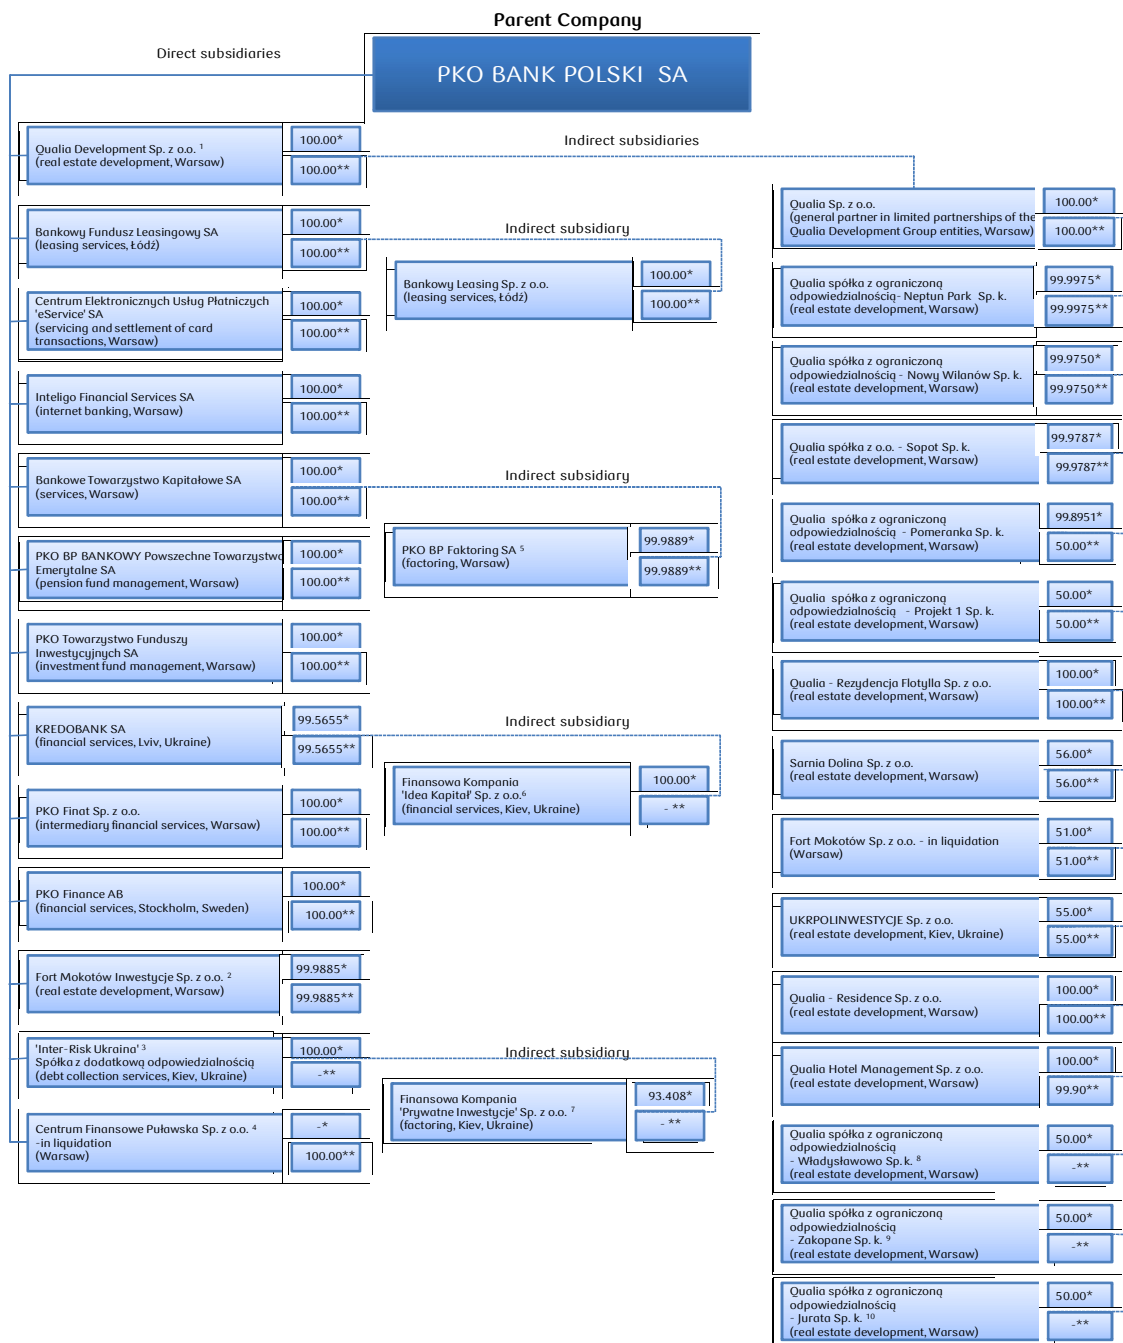 Parent Company
Direct subsidiaries
PKO BANK POLSKI SA
Indirect subsidiaries
Qualia Development Sp. z o.o. ¹
(real estate development, Warsaw)
100.00*
100.00**
Bankowy Fundusz Leasingowy SA
(leasing services, Łódź)
100.00*
100.00**
Centrum Elektronicznych Usług Płatniczych
'eService' SA
(servicing and settlement of card
transactions, Warsaw)
100.00*
100.00**
Inteligo Financial Services SA
(internet banking, Warsaw)
100.00*
100.00**
Bankowe Towarzystwo Kapitałowe SA
(services, Warsaw)
100.00*
100.00**
PKO BP BANKOWY Powszechne Towarzystwo
Emerytalne SA
(pension fund management, Warsaw)
100.00*
100.00**
PKO Towarzystwo Funduszy
Inwestycyjnych SA
(investment fund management, Warsaw)
100.00*
100.00**
KREDOBANK SA
(financial services, Lviv, Ukraine)
99.5655*
99.5655**
PKO Finat Sp. z o.o.
(intermediary financial services, Warsaw)
100.00*
100.00**
PKO Finance AB
(financial services, Stockholm, Sweden)
100.00*
100.00**
Fort Mokotów Inwestycje Sp. z o.o. ²
(real estate development, Warsaw)
99.9885*
99.9885**
'Inter-Risk Ukraina' ³
Spółka z dodatkową odpowiedzialnością
(debt collection services, Kiev, Ukraine)
100.00*
-**
Centrum Finansowe Puławska Sp. z o.o. ⁴
-in liquidation
(Warsaw)
-*
100.00**
Indirect subsidiary
Bankowy Leasing Sp. z o.o.
(leasing services, Łódź)
100.00*
100.00**
Indirect subsidiary
PKO BP Faktoring SA ⁵
(factoring, Warsaw)
99.9889*
99.9889**
Indirect subsidiary
Finansowa Kompania
'Idea Kapitał' Sp. z o.o.⁶
(financial services, Kiev, Ukraine)
100.00*
- **
Indirect subsidiary
Finansowa Kompania
'Prywatne Inwestycje' Sp. z o.o. ⁷
(factoring, Kiev, Ukraine)
93.408*
- **
Qualia Sp. z o.o.
(general partner in limited partnerships of the
Qualia Development Group entities, Warsaw)
100.00*
100.00**
Qualia spółka z ograniczoną
odpowiedzialnością- Neptun Park Sp. k.
(real estate development, Warsaw)
99.9975*
99.9975**
Qualia spółka z ograniczoną
odpowiedzialnością - Nowy Wilanów Sp. k.
(real estate development, Warsaw)
99.9750*
99.9750**
Qualia spółka z o.o. - Sopot Sp. k.
(real estate development, Warsaw)
99.9787*
99.9787**
Qualia spółka z ograniczoną
odpowiedzialnością - Pomeranka Sp. k.
(real estate development, Warsaw)
99.8951*
50.00**
Qualia spółka z ograniczoną
odpowiedzialnością - Projekt 1 Sp. k.
(real estate development, Warsaw)
50.00*
50.00**
Qualia - Rezydencja Flotylla Sp. z o.o.
(real estate development, Warsaw)
100.00*
100.00**
Sarnia Dolina Sp. z o.o.
(real estate development, Warsaw)
56.00*
56.00**
Fort Mokotów Sp. z o.o. - in liquidation
(Warsaw)
51.00*
51.00**
UKRPOLINWESTYCJE Sp. z o.o.
(real estate development, Kiev, Ukraine)
55.00*
55.00**
Qualia - Residence Sp. z o.o.
(real estate development, Warsaw)
100.00*
100.00**
Qualia Hotel Management Sp. z o.o.
(real estate development, Warsaw)
100.00*
99.90**
Qualia spółka z ograniczoną
odpowiedzialnością
- Władysławowo Sp. k. ⁸
(real estate development, Warsaw)
50.00*
-**
Qualia spółka z ograniczoną
odpowiedzialnością
- Zakopane Sp. k. ⁹
(real estate development, Warsaw)
50.00*
-**
Qualia spółka z ograniczoną
odpowiedzialnością
- Jurata Sp. k. ¹⁰
(real estate development, Warsaw)
50.00*
-**